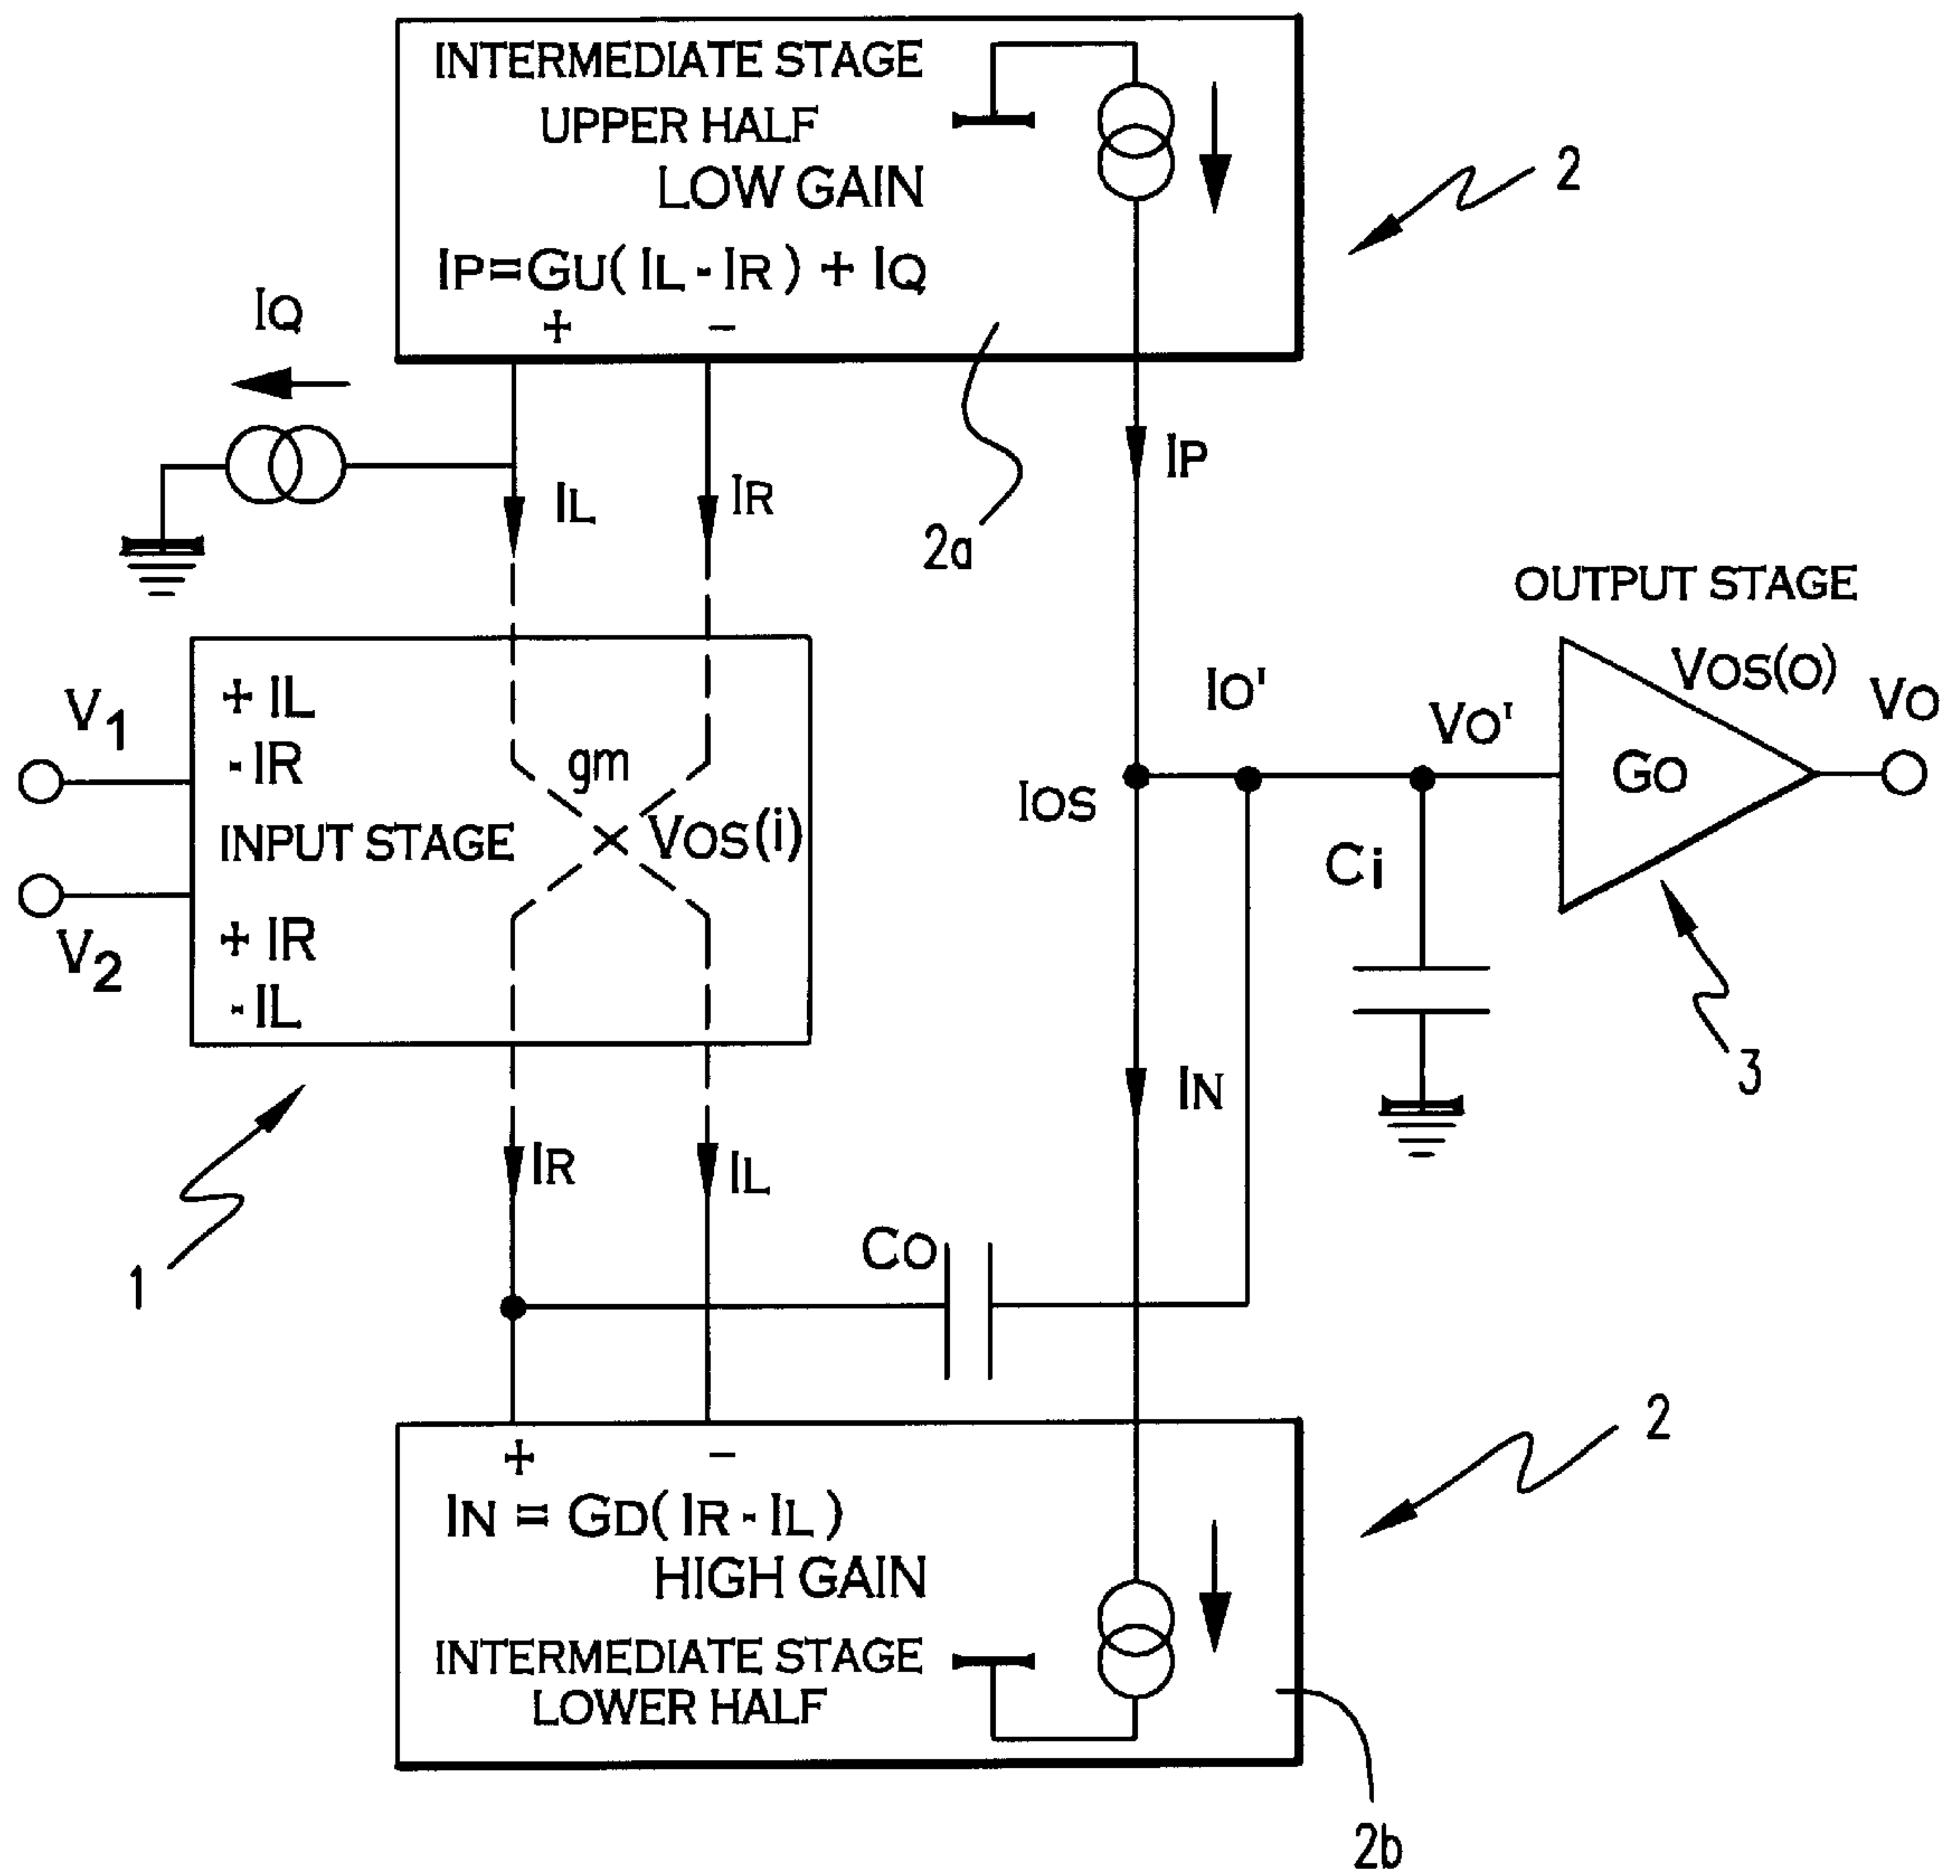 INTERMEDIATE STAGE
UPPER HALF
LOW GAIN
IP=GU( IL - IR ) + IQ
+ -
2
IQ
IP
IL
IR
2a
OUTPUT STAGE
VOS(O)
VO
IO'
VO'
GO
V1
+ IL
- IR
gm
IOS
INPUT STAGE
VOS(i)
Ci
V2
+ IR
- IL
3
IN
IR
IL
1
CO
2
+ -
IN = GD( IR - IL )
HIGH GAIN
INTERMEDIATE STAGE
LOWER HALF
2b